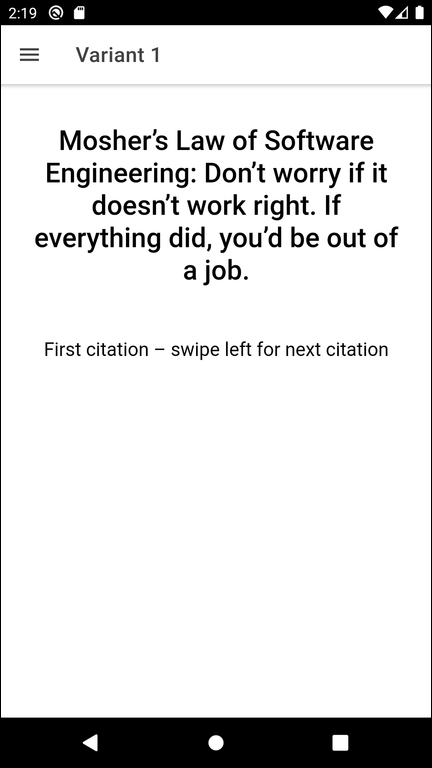 2:19
Variant 1
Mosher’s Law of Software
Engineering: Don’t worry if it
doesn’t work right. If
everything did, you’d be out of
a job.
First citation – swipe left for next citation